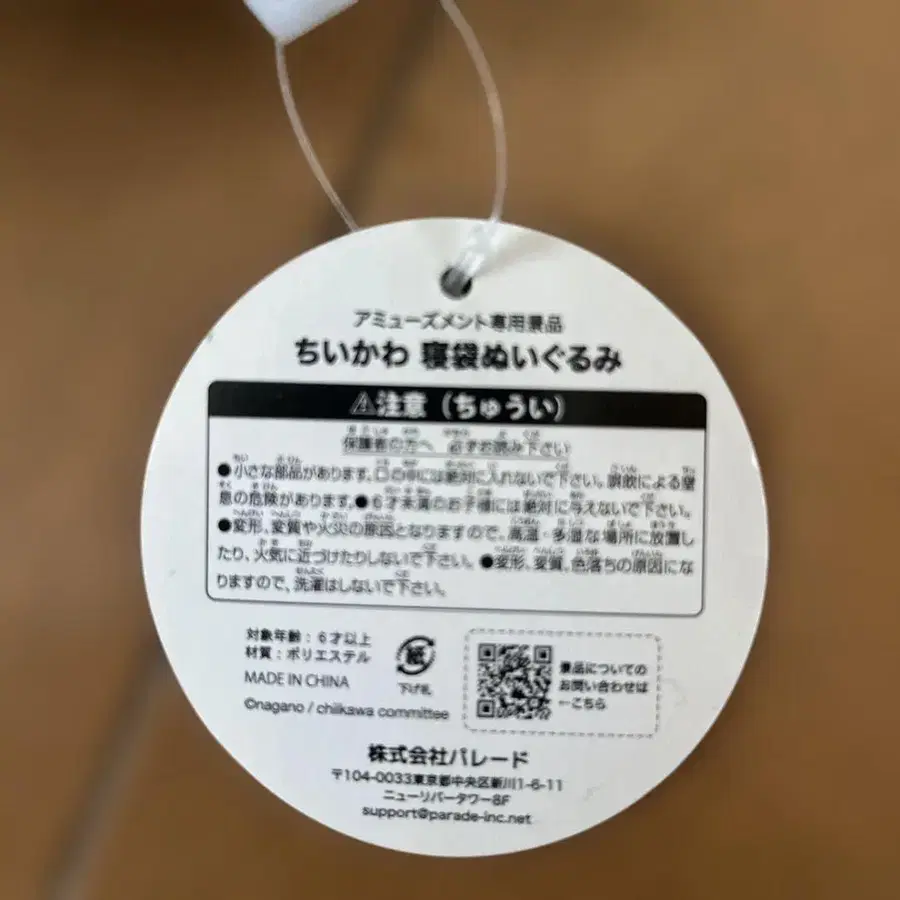 アミューズメント専用景品
ちいかわ 寝袋ぬいぐるみ
⚠注意（ちゅうい）
保護者の方へ 必ずお読み下さい
●小さな部品があります。口の中には絶対に入れないで下さい。誤飲による窒
息の危険があります。●6才未満のお子様には絶対に与えないで下さい。
●変形、変質や火災の原因となりますので、高温・多湿な場所に放置し
たり、火気に近づけたりしないで下さい。●変形、変質、色落ちの原因にな
りますので、洗濯はしないで下さい。
対象年齢：6才以上
材質：ポリエステル
MADE IN CHINA
©nagano / chiikawa committee
紙
下げ札
景品についての
お問い合わせは
←こちら
株式会社パレード
〒104-0033東京都中央区新川1-6-11
ニューリバータワー8F
support@parade-inc.net